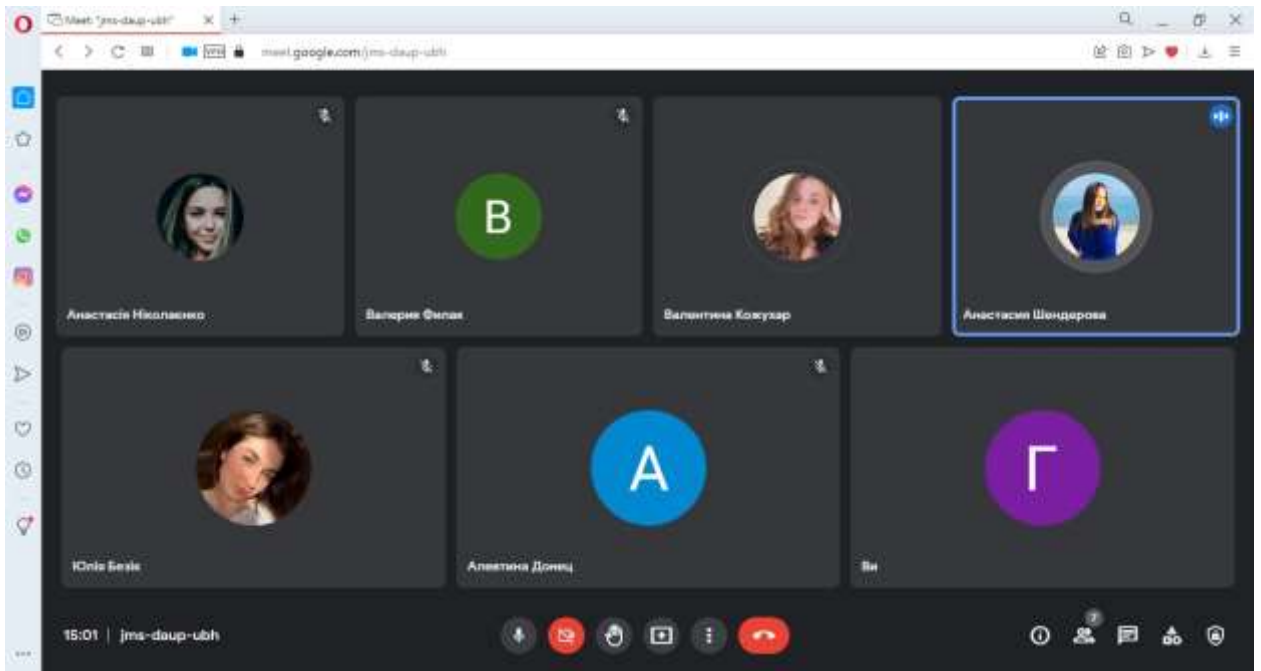 Meet: "jms-daup-ubh"
VPN meet.google.com/jms-daup-ubh
В
Анастасія Ніколаєнко
Валерия Филак
Валентина Кожухар
Анастасия Шендерова
А
Г
Юлія Безік
Алевтина Донец
Ви
15:01 | jms-daup-ubh
7